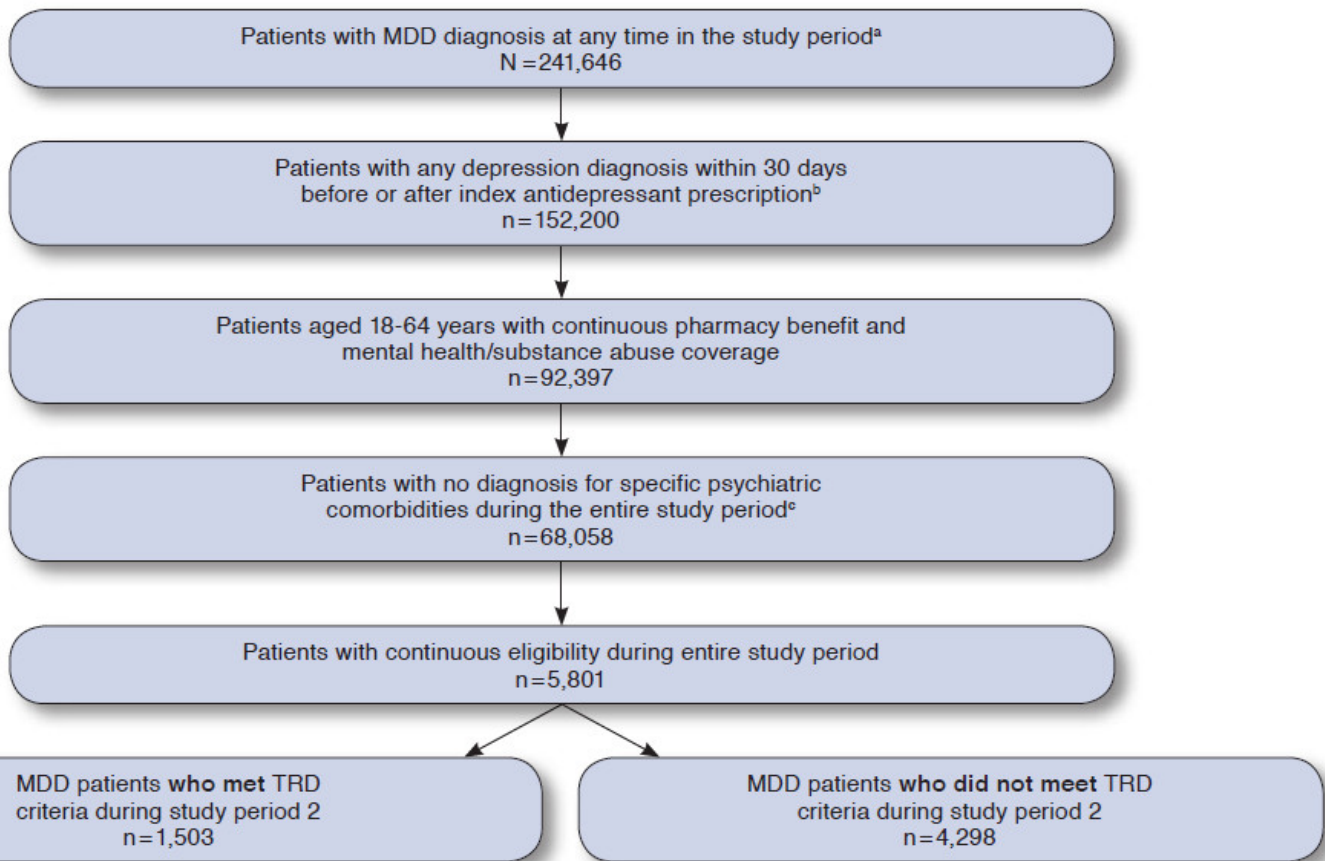 Patients with MDD diagnosis at any time in the study periodᵃ
N =241,646
Patients with any depression diagnosis within 30 days
before or after index antidepressant prescriptionᵇ
n=152,200
Patients aged 18-64 years with continuous pharmacy benefit and
mental health/substance abuse coverage
n=92,397
Patients with no diagnosis for specific psychiatric
comorbidities during the entire study periodᶜ
n=68,058
Patients with continuous eligibility during entire study period
n=5,801
MDD patients who met TRD
criteria during study period 2
n=1,503
MDD patients who did not meet TRD
criteria during study period 2
n=4,298